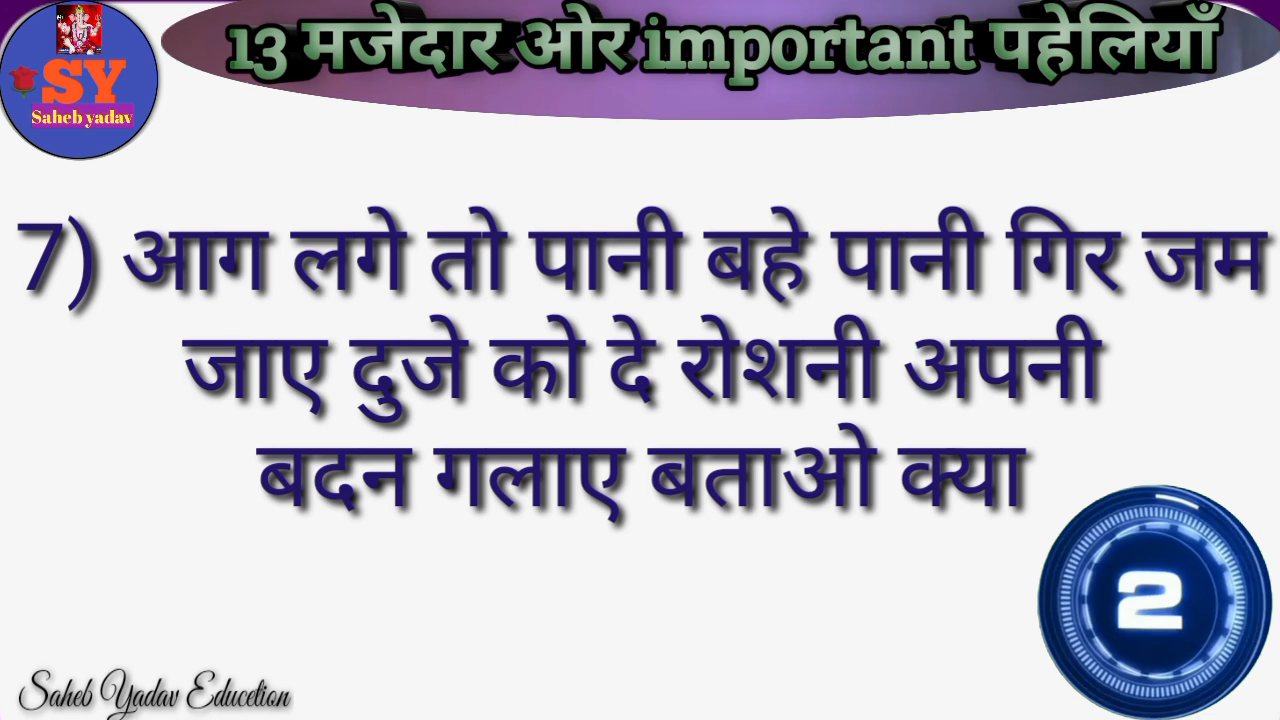 13 मजेदार ओर important पहेलियाँ
SY
Saheb yadav
7) आग लगे तो पानी बहे पानी गिर जम
जाए दुजे को दे रोशनी अपनी
बदन गलाए बताओ क्या
2
Saheb Yadav Educetion